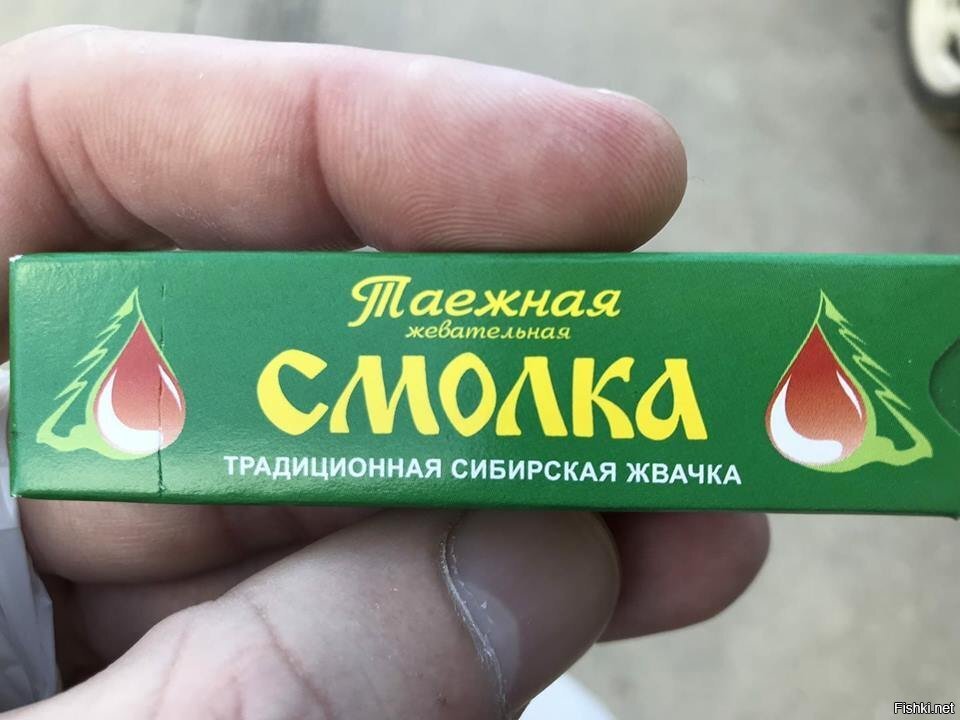 Таежная
жевательная
СМОЛКА
ТРАДИЦИОННАЯ СИБИРСКАЯ ЖВАЧКА
Fishki.net